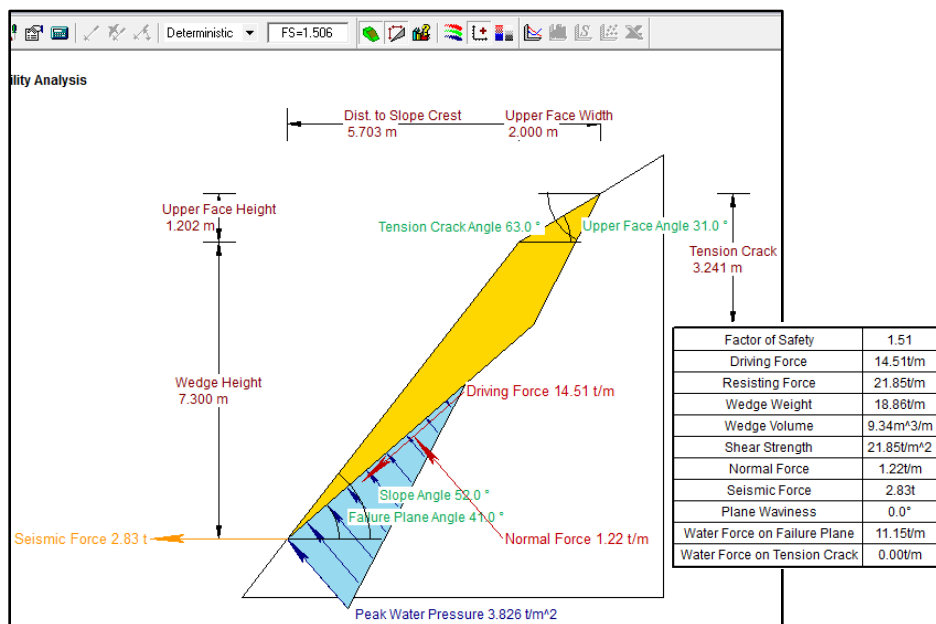 Deterministic
FS=1.506
ility Analysis
Dist. to Slope Crest
5.703 m
Upper Face Width
2.000 m
Upper Face Height
1.202 m
Tension Crack Angle 63.0 °
Upper Face Angle 31.0 °
Tension Crack
3.241 m
Wedge Height
7.300 m
Driving Force 14.51 t/m
Slope Angle 52.0 °
Failure Plane Angle 41.0 °
Seismic Force 2.83 t
Normal Force 1.22 t/m
Peak Water Pressure 3.826 t/m^2
Factor of Safety 1.51
Driving Force 14.51t/m
Resisting Force 21.85t/m
Wedge Weight 18.86t/m
Wedge Volume 9.34m^3/m
Shear Strength 21.85t/m^2
Normal Force 1.22t/m
Seismic Force 2.83t
Plane Waviness 0.0°
Water Force on Failure Plane 11.15t/m
Water Force on Tension Crack 0.00t/m